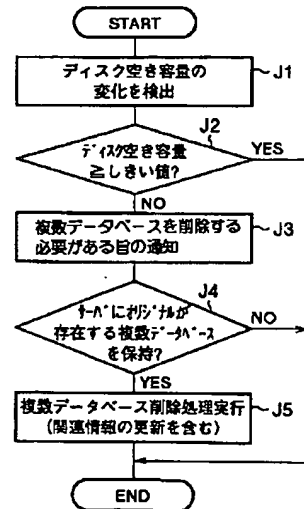 START
ディスク空き容量の
変化を検出
J1
J2
ディスク空き容量
≧しきい値?
YES
NO
複数データベースを削除する
必要がある旨の通知
J3
J4
サーバにオリジナルが
存在する複数データベース
を保持?
NO
YES
複数データベース削除処理実行
(関連情報の更新を含む)
J5
END